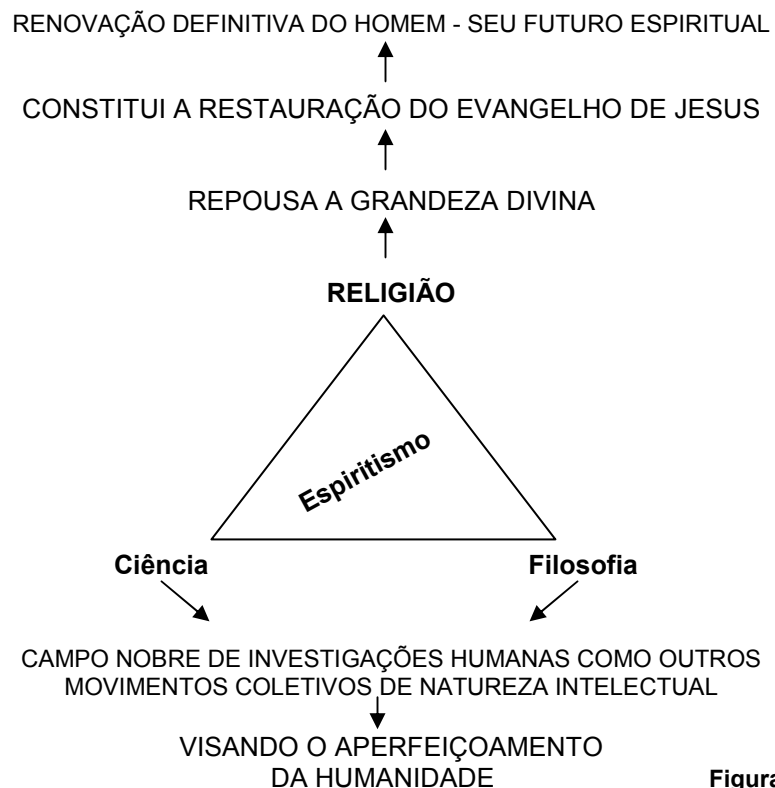 RENOVAÇÃO DEFINITIVA DO HOMEM - SEU FUTURO ESPIRITUAL
CONSTITUI A RESTAURAÇÃO DO EVANGELHO DE JESUS
REPOUSA A GRANDEZA DIVINA
RELIGIÃO
Espiritismo
Ciência
Filosofia
CAMPO NOBRE DE INVESTIGAÇÕES HUMANAS COMO OUTROS
MOVIMENTOS COLETIVOS DE NATUREZA INTELECTUAL
VISANDO O APERFEIÇOAMENTO
DA HUMANIDADE
Figura